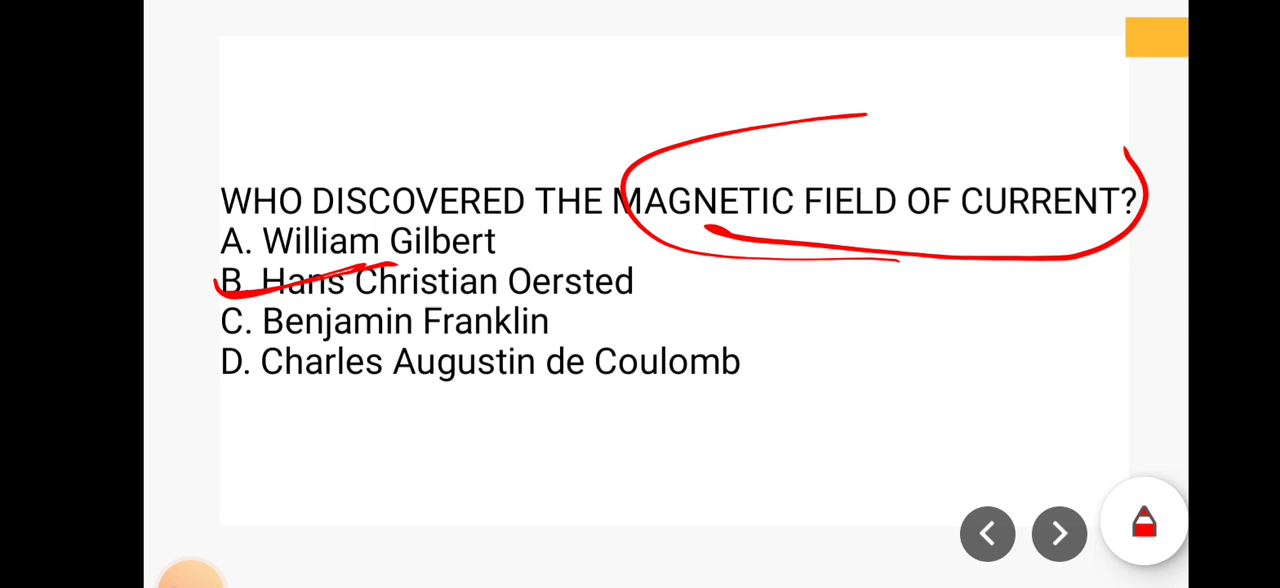 WHO DISCOVERED THE MAGNETIC FIELD OF CURRENT?
A. William Gilbert
B. Hans Christian Oersted
C. Benjamin Franklin
D. Charles Augustin de Coulomb